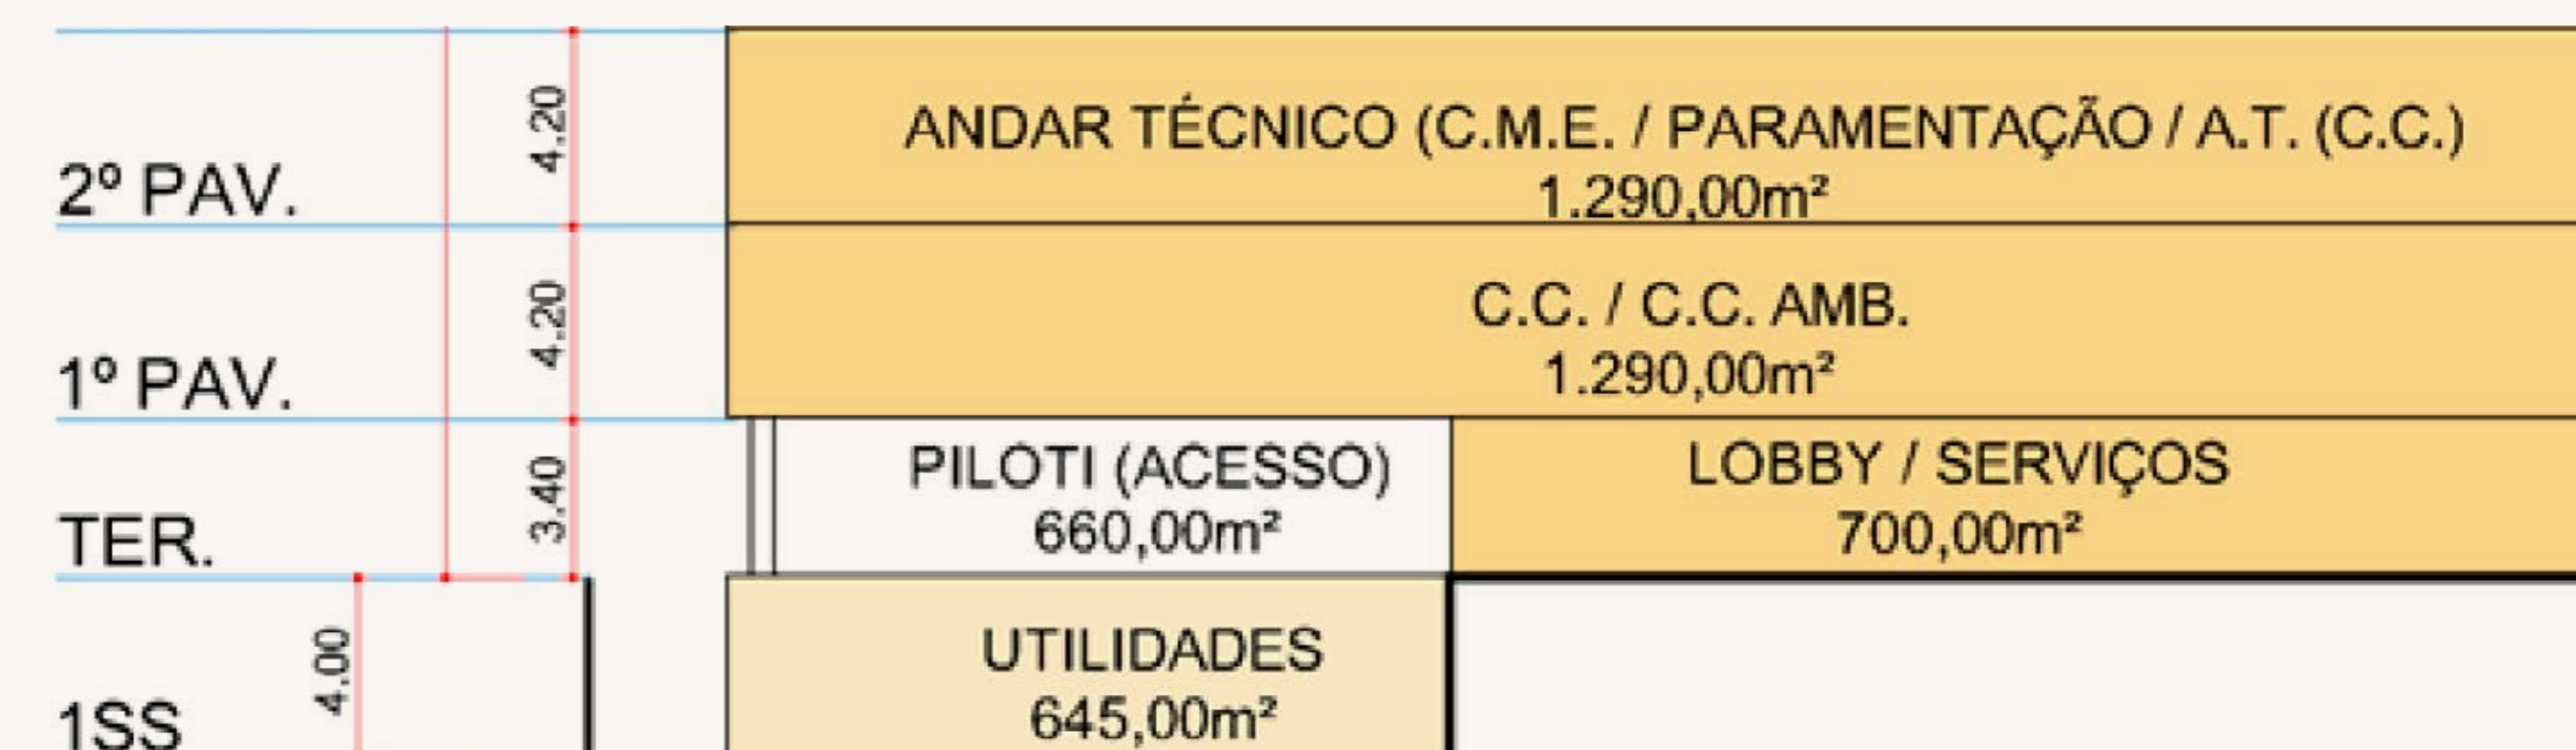 4.20
ANDAR TÉCNICO (C.M.E. / PARAMENTAÇÃO / A.T. (C.C.)
1.290,00m²
2º PAV.
4.20
C.C. / C.C. AMB.
1.290,00m²
1º PAV.
3.40
PILOTI (ACESSO)
660,00m²
LOBBY / SERVIÇOS
700,00m²
TER.
4.00
UTILIDADES
645,00m²
1SS